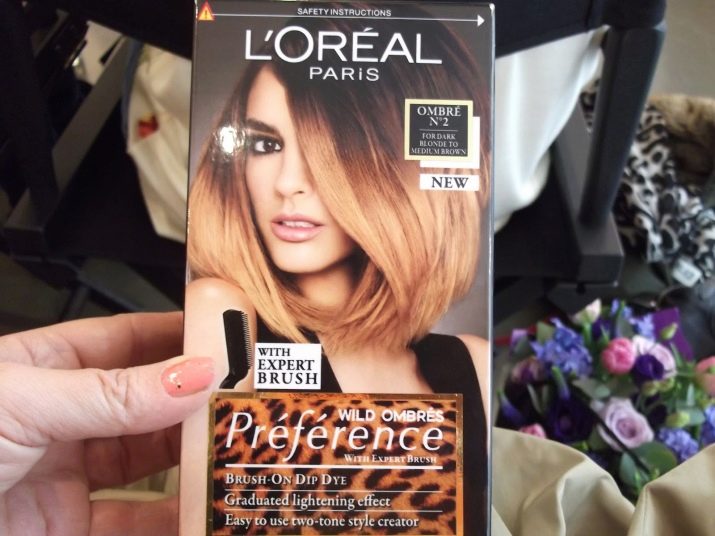 SAFETY INSTRUCTIONS
L'ORÉAL
PARIS
OMBRÉ
N°2
FOR DARK
BLONDE TO
MEDIUM BROWN
NEW
WITH
EXPERT
BRUSH
WILD OMBRÉS
Préférence
WITH EXPERT BRUSH
BRUSH-ON DIP DYE
Graduated lightening effect
Easy to use two-tone style creator